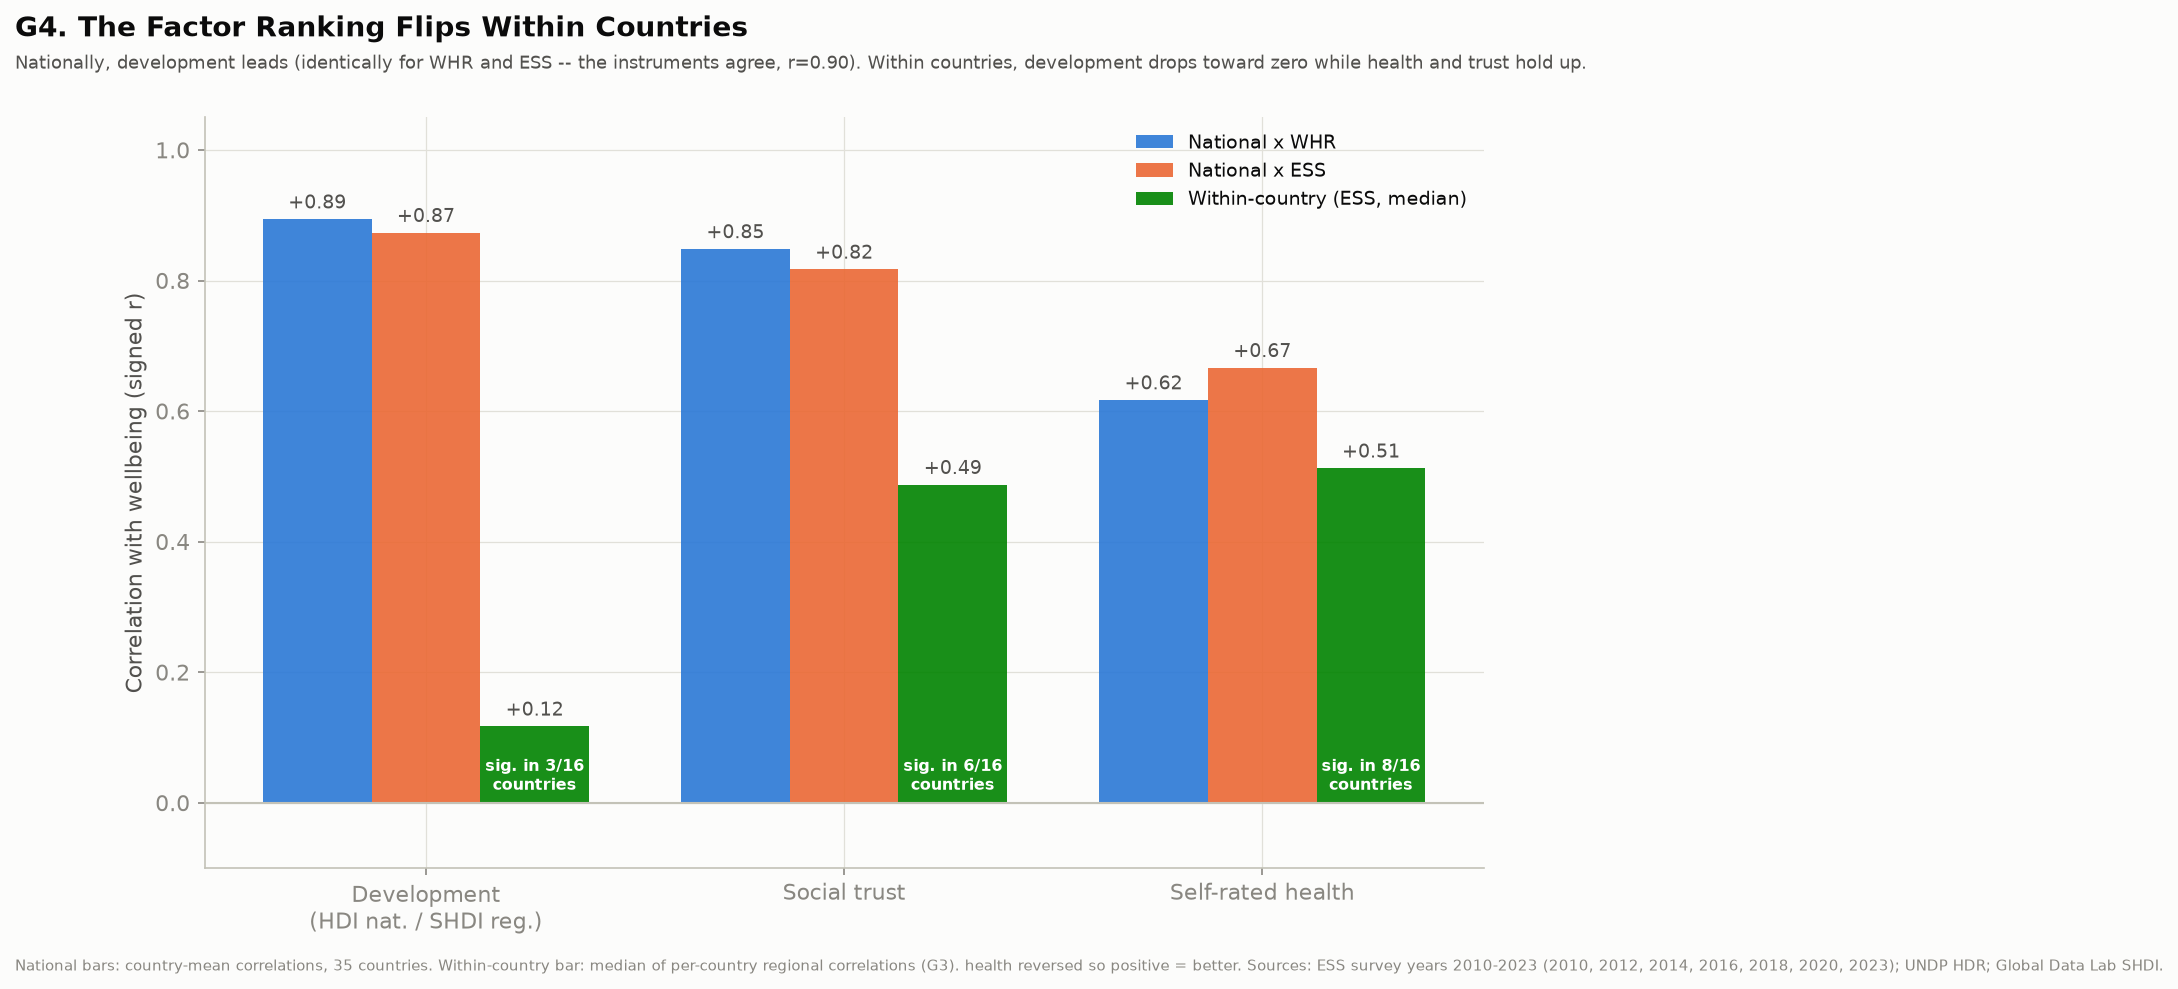 G4. The Factor Ranking Flips Within Countries
Nationally, development leads (identically for WHR and ESS -- the instruments agree, r=0.90). Within countries, development drops toward zero while health and trust hold up.
National x WHR
National x ESS
Within-country (ESS, median)
Correlation with wellbeing (signed r)
1.0
0.8
0.6
0.4
0.2
0.0
+0.89
+0.87
+0.12
sig. in 3/16
countries
+0.85
+0.82
+0.49
sig. in 6/16
countries
+0.62
+0.67
+0.51
sig. in 8/16
countries
Development
(HDI nat. / SHDI reg.)
Social trust
Self-rated health
National bars: country-mean correlations, 35 countries. Within-country bar: median of per-country regional correlations (G3). health reversed so positive = better. Sources: ESS survey years 2010-2023 (2010, 2012, 2014, 2016, 2018, 2020, 2023); UNDP HDR; Global Data Lab SHDI.